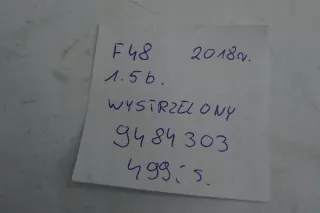 F48 2018r.
1.5b.
WYSTRZELONY
9484303
499,- s.